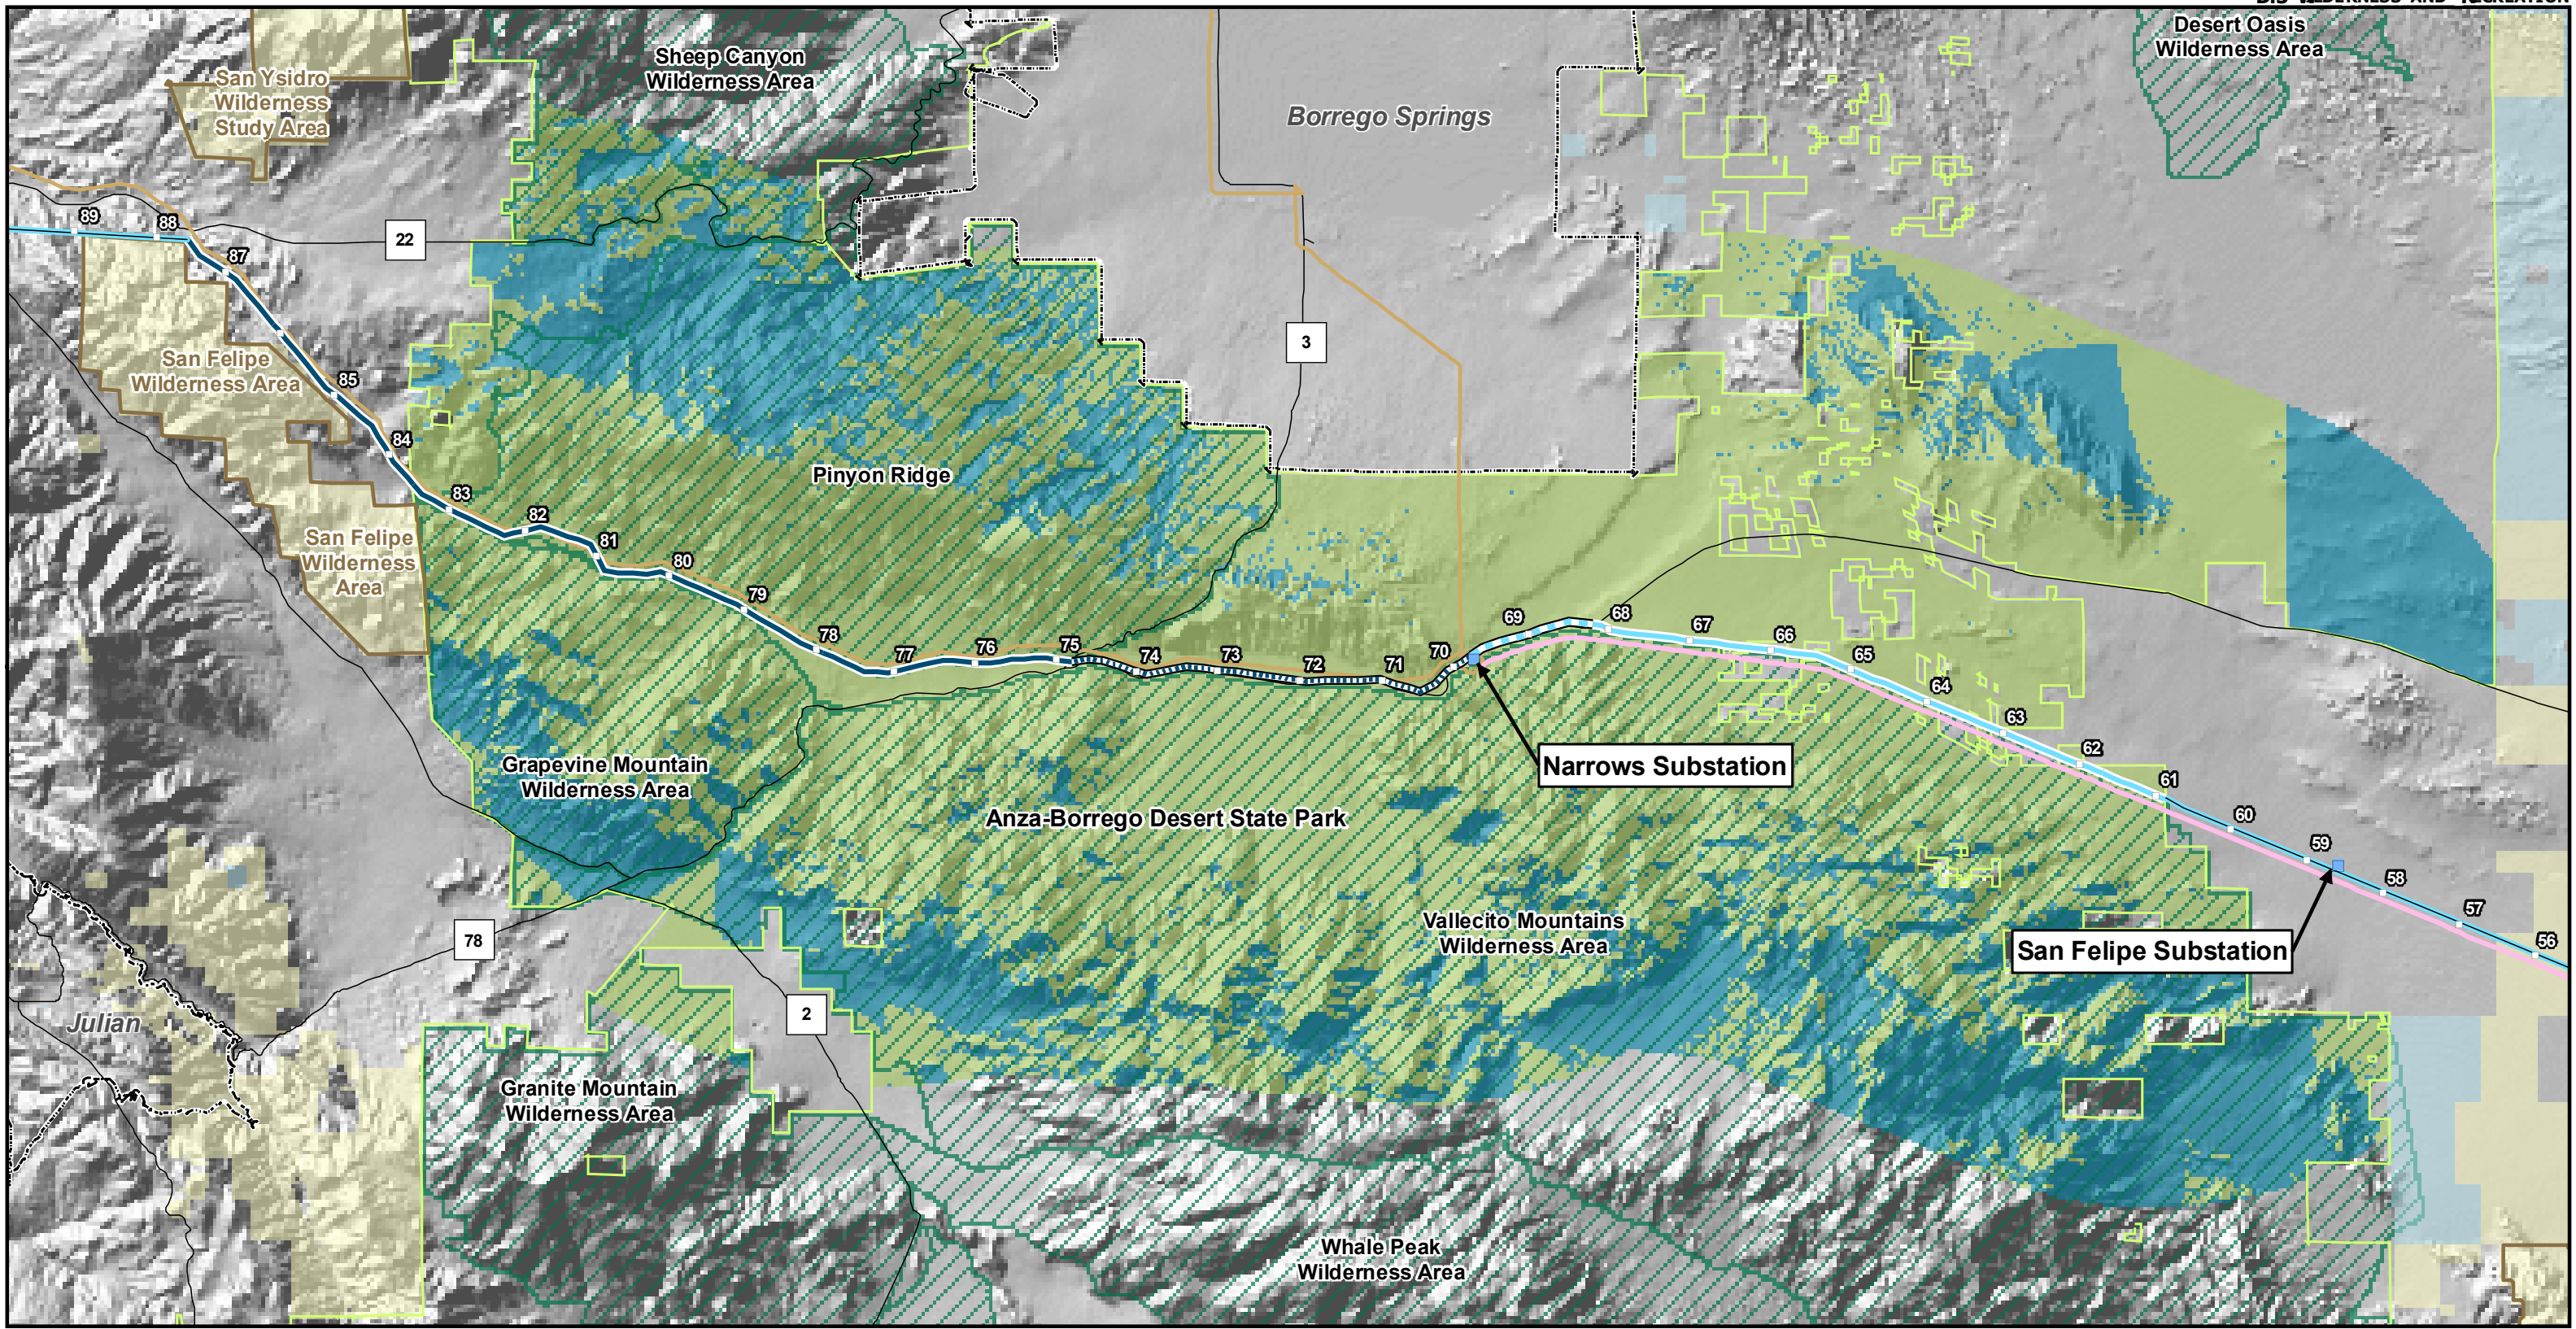 WILDERNESS AND RECREATION
Desert Oasis
Wilderness Area
Sheep Canyon
Wilderness Area
San Ysidro
Wilderness
Study Area
Borrego Springs
89
88
22
87
3
San Felipe
Wilderness Area
85
84
Pinyon Ridge
83
82
81
80
79
78
77
76
75
74
73
72
71
70
69
68
67
66
65
64
63
62
61
60
59
58
57
56
San Felipe
Wilderness
Area
Narrows Substation
Grapevine Mountain
Wilderness Area
Anza-Borrego Desert State Park
Vallecito Mountains
Wilderness Area
San Felipe Substation
78
2
Julian
Granite Mountain
Wilderness Area
Whale Peak
Wilderness Area